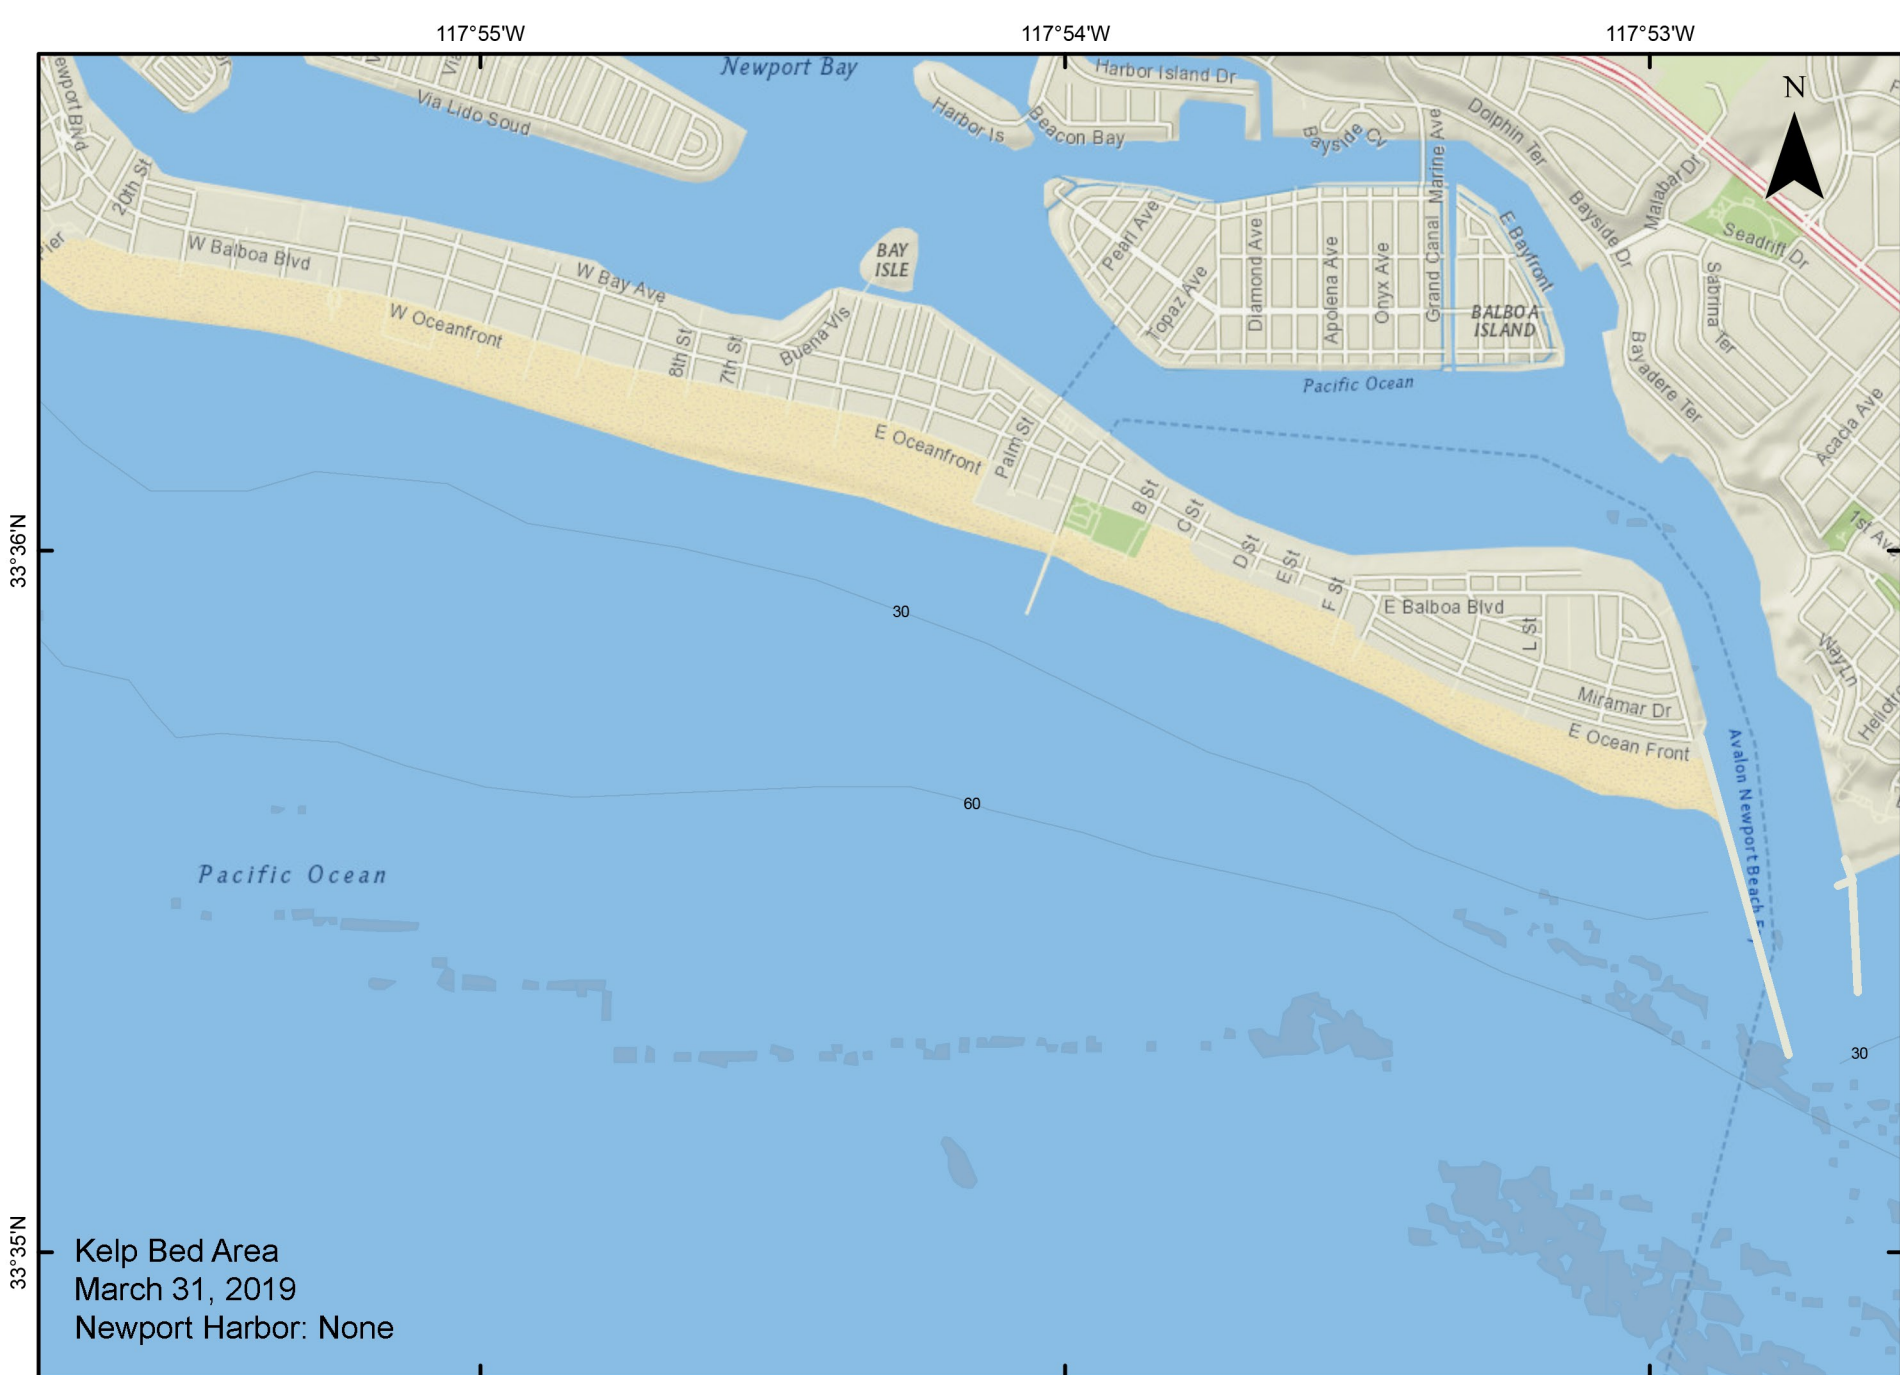 117°55'W
117°54'W
117°53'W
Newport Bay
N
Harbor Island Dr
Via Lido Soud
Harbor Is
Beacon Bay
Bayside Cv
Marine Ave
Dolphin Ter
Malabar Dr
20th St
Bayside Dr
Seadrift Dr
W Balboa Blvd
BAY
ISLE
W Bay Ave
Pearl Ave
Topaz Ave
Diamond Ave
Apolena Ave
Onyx Ave
Grand Canal
E Bayfront
BALBOA
ISLAND
Sabrina Ter
Bayadere Ter
W Oceanfront
8th St
7th St
Buena Vis
Pacific Ocean
Acacia Ave
E Oceanfront
Palm St
B St
C St
D St
E St
F St
1st Ave
33°36'N
30
E Balboa Blvd
L St
Way Ln
Miramar Dr
E Ocean Front
Avalon Newport Beach
60
Pacific Ocean
30
33°35'N
Kelp Bed Area
March 31, 2019
Newport Harbor: None